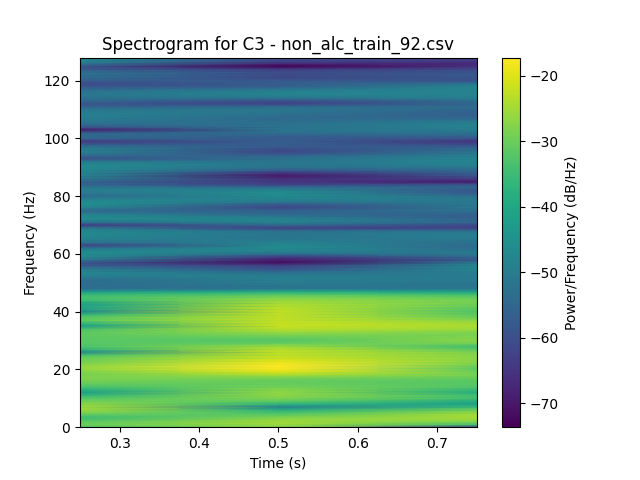 Spectrogram for C3 - non_alc_train_92.csv
120
100
80
60
40
20
0
Frequency (Hz)
0.3 0.4 0.5 0.6 0.7
Time (s)
−20
−30
−40
−50
−60
−70
Power/Frequency (dB/Hz)